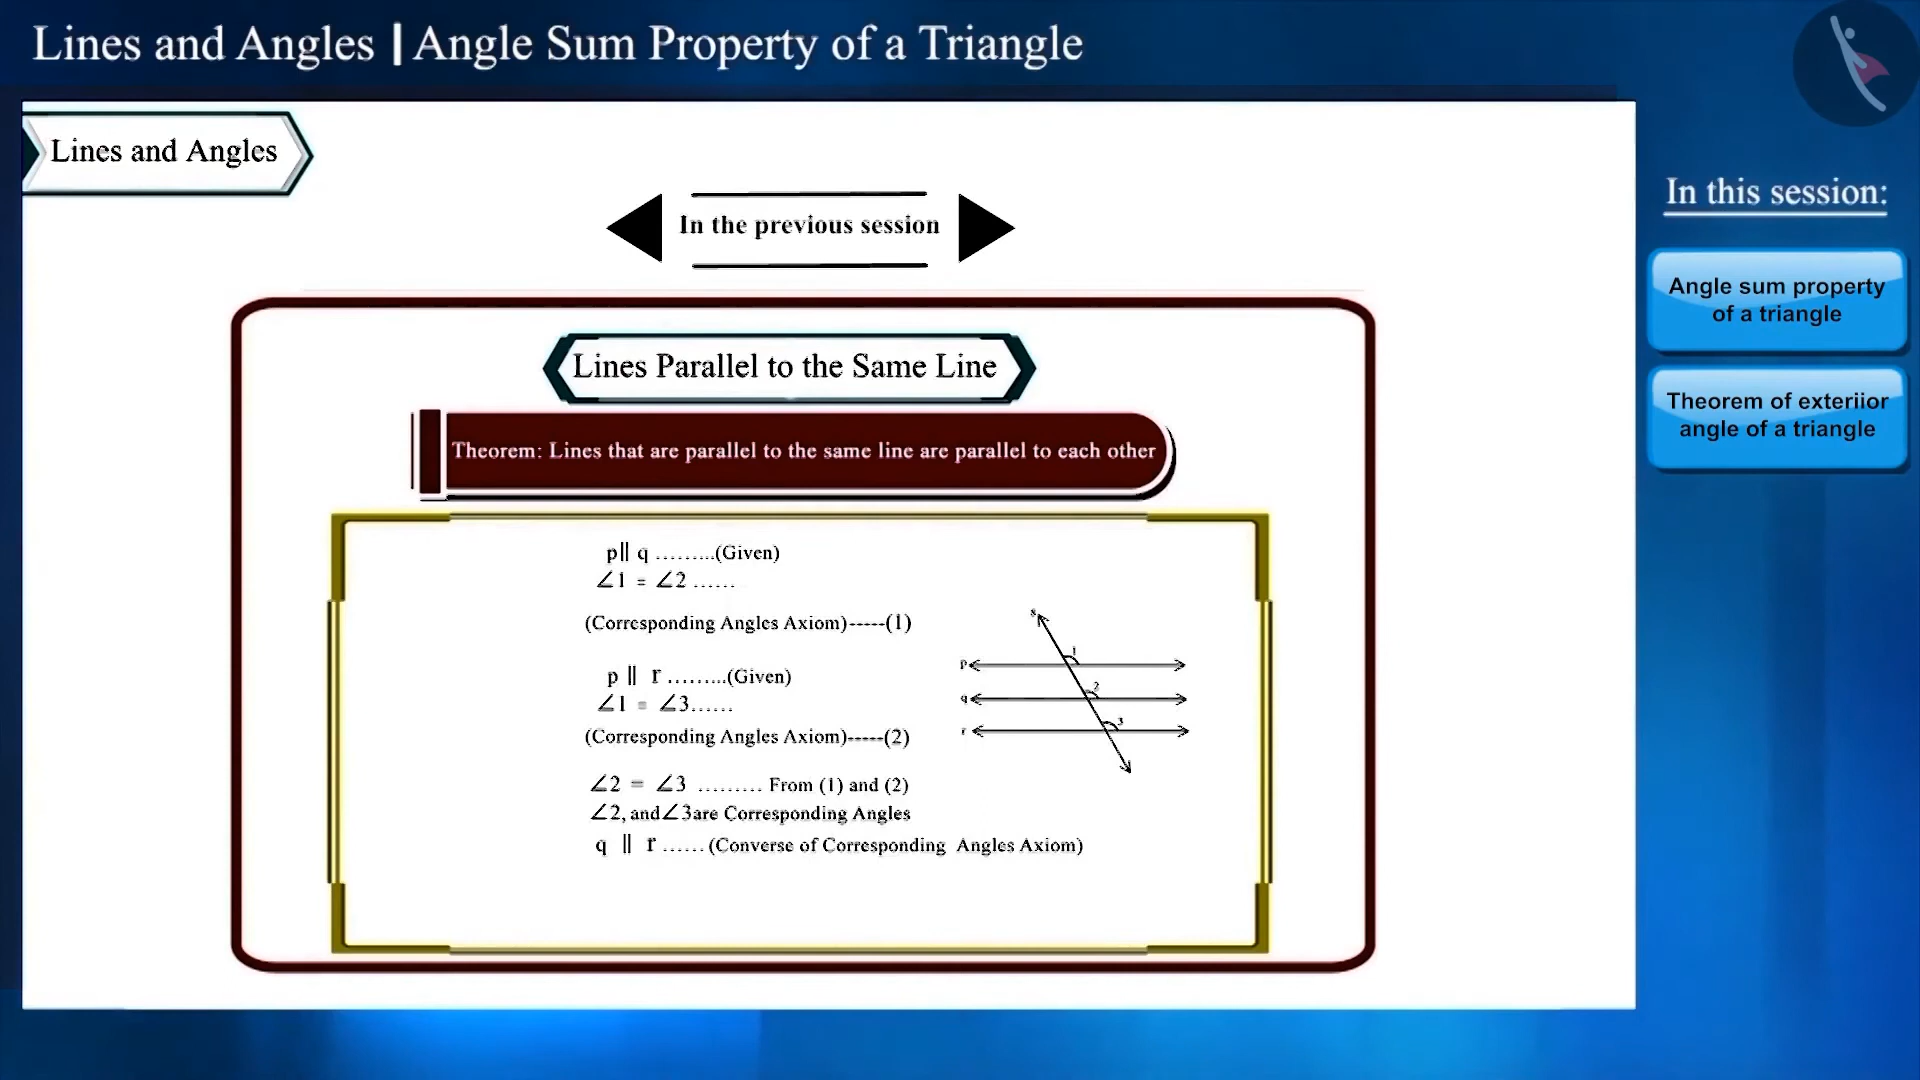 Lines and Angles | Angle Sum Property of a Triangle
Lines and Angles
In the previous session
Lines Parallel to the Same Line
Theorem: Lines that are parallel to the same line are parallel to each other
p∥ q .........(Given)
∠1 = ∠2 ......
(Corresponding Angles Axiom)-----(1)
p ∥ r .........(Given)
∠1 = ∠3......
(Corresponding Angles Axiom)-----(2)
∠2 = ∠3 ......... From (1) and (2)
∠2, and∠3are Corresponding Angles
q ∥ r ...... (Converse of Corresponding Angles Axiom)
s
1
p
2
q
3
r
In this session:
Angle sum property
of a triangle
Theorem of exteriior
angle of a triangle